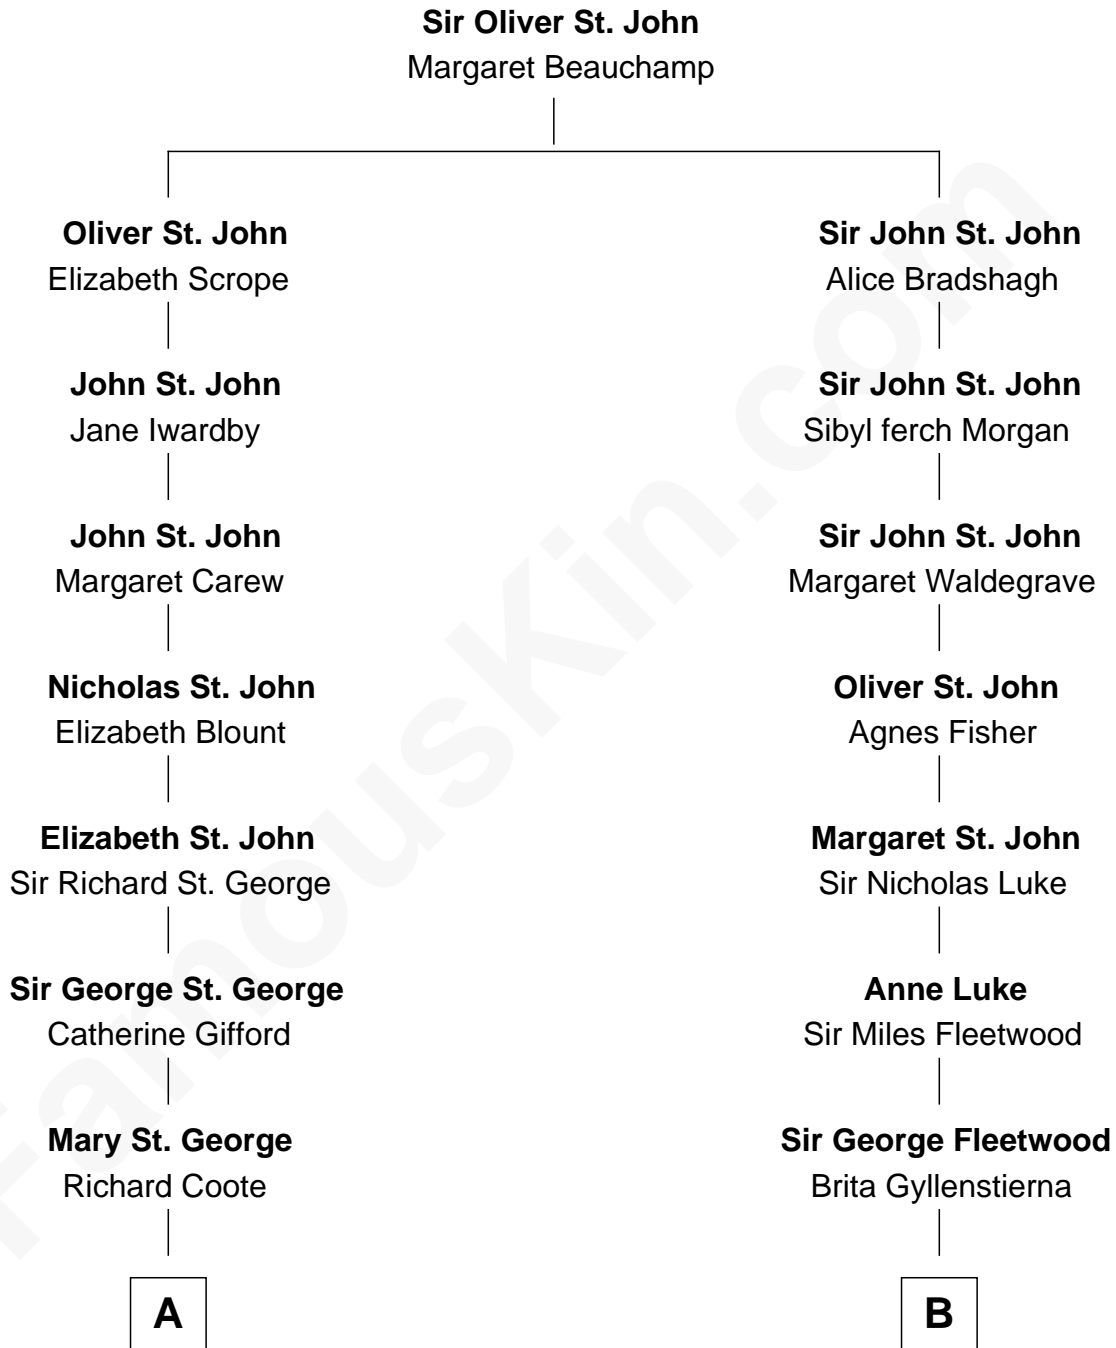 Sir Oliver St. John
Margaret Beauchamp
Oliver St. John
Elizabeth Scrope
John St. John
Jane Iwardby
John St. John
Margaret Carew
Nicholas St. John
Elizabeth Blount
Elizabeth St. John
Sir Richard St. George
Sir George St. George
Catherine Gifford
Mary St. George
Richard Coote
A
Sir John St. John
Alice Bradshagh
Sir John St. John
Sibyl ferch Morgan
Sir John St. John
Margaret Waldegrave
Oliver St. John
Agnes Fisher
Margaret St. John
Sir Nicholas Luke
Anne Luke
Sir Miles Fleetwood
Sir George Fleetwood
Brita Gyllenstierna
B
FamousKin.com